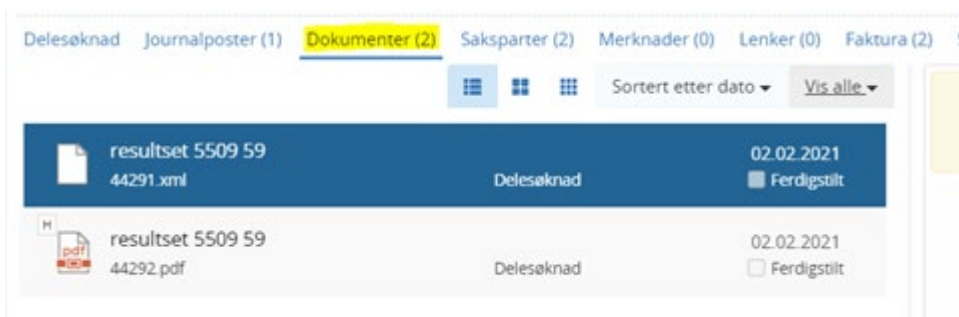 Delesøknad Journalposter (1) Dokumenter (2) Saksparter (2) Merknader (0) Lenker (0) Faktura (2)
Sortert etter dato Vis alle
resultset 5509 59 02.02.2021
44291.xml Delesøknad Ferdigstilt
H
resultset 5509 59 02.02.2021
pdf
44292.pdf Delesøknad Ferdigstilt